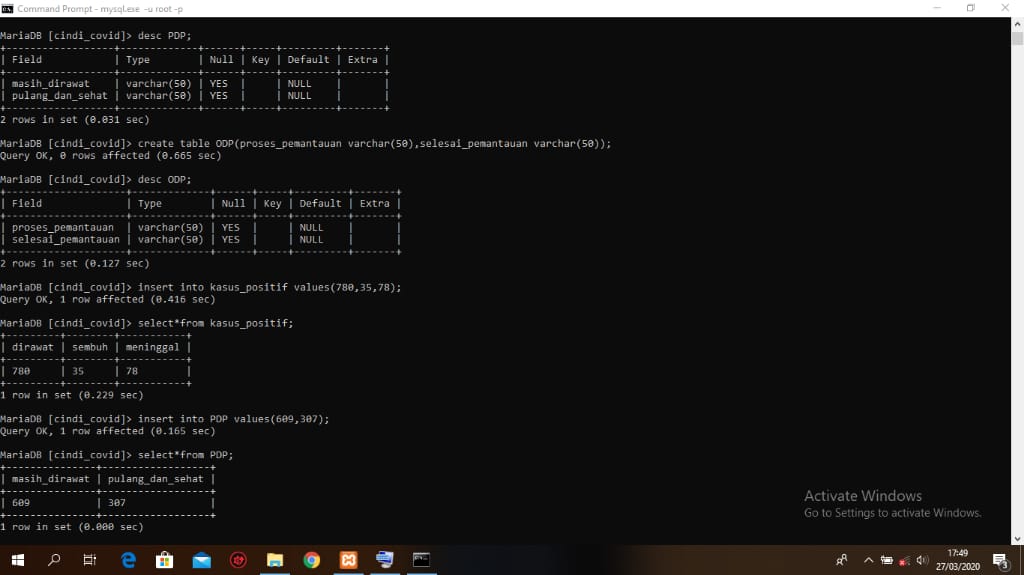 Command Prompt - mysql.exe -u root -p
MariaDB [cindi_covid]> desc PDP;
+----------------+-------------+------+-----+---------+-------+
| Field | Type | Null | Key | Default | Extra |
+----------------+-------------+------+-----+---------+-------+
| masih_dirawat | varchar(50) | YES | | NULL | |
| pulang_dan_sehat | varchar(50) | YES | | NULL | |
+----------------+-------------+------+-----+---------+-------+
2 rows in set (0.031 sec)
MariaDB [cindi_covid]> create table ODP(proses_pemantauan varchar(50),selesai_pemantauan varchar(50));
Query OK, 0 rows affected (0.665 sec)
MariaDB [cindi_covid]> desc ODP;
+--------------------+-------------+------+-----+---------+-------+
| Field | Type | Null | Key | Default | Extra |
+--------------------+-------------+------+-----+---------+-------+
| proses_pemantauan | varchar(50) | YES | | NULL | |
| selesai_pemantauan | varchar(50) | YES | | NULL | |
+--------------------+-------------+------+-----+---------+-------+
2 rows in set (0.127 sec)
MariaDB [cindi_covid]> insert into kasus_positif values(780,35,78);
Query OK, 1 row affected (0.416 sec)
MariaDB [cindi_covid]> select*from kasus_positif;
+---------+--------+-----------+
| dirawat | sembuh | meninggal |
+---------+--------+-----------+
| 780 | 35 | 78 |
+---------+--------+-----------+
1 row in set (0.229 sec)
MariaDB [cindi_covid]> insert into PDP values(609,307);
Query OK, 1 row affected (0.165 sec)
MariaDB [cindi_covid]> select*from PDP;
+---------------+------------------+
| masih_dirawat | pulang_dan_sehat |
+---------------+------------------+
| 609 | 307 |
+---------------+------------------+
1 row in set (0.000 sec)
Activate Windows
Go to Settings to activate Windows.
17:49
27/03/2020
3